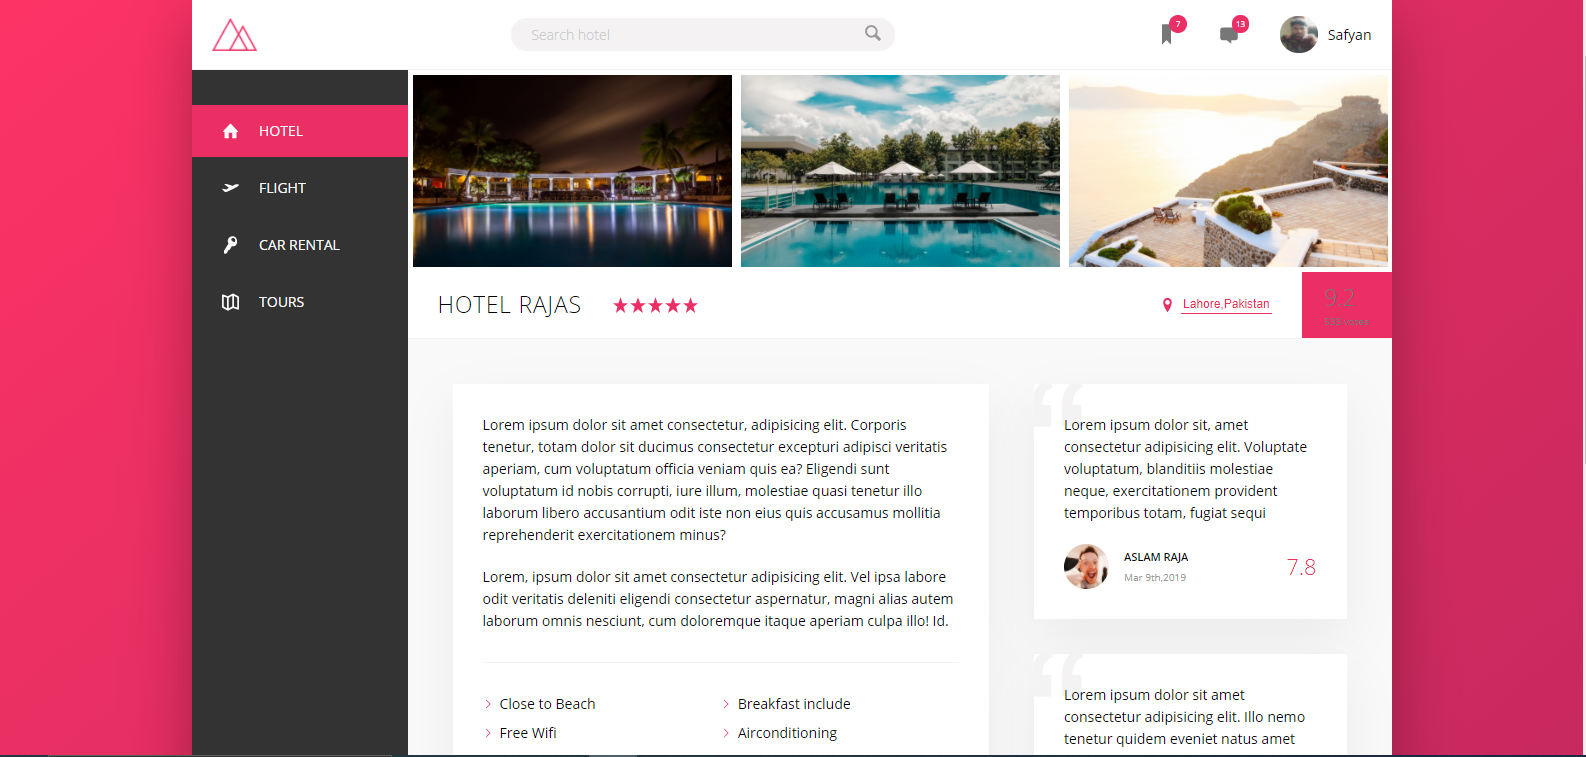 Search hotel
7
13
Safyan
HOTEL
FLIGHT
CAR RENTAL
TOURS
HOTEL RAJAS
Lahore,Pakistan
9.2
Lorem ipsum dolor sit amet consectetur, adipisicing elit. Corporis
tenetur, totam dolor sit ducimus consectetur excepturi adipisci veritatis
aperiam, cum voluptatum officia veniam quis ea? Eligendi sunt
voluptatum id nobis corrupti, iure illum, molestiae quasi tenetur illo
laborum libero accusantium odit iste non eius quis accusamus mollitia
reprehenderit exercitationem minus?
Lorem, ipsum dolor sit amet consectetur adipisicing elit. Vel ipsa labore
odit veritatis deleniti eligendi consectetur aspernatur, magni alias autem
laborum omnis nesciunt, cum doloremque itaque aperiam culpa illo! Id.
Close to Beach
Breakfast include
Free Wifi
Airconditioning
“
Lorem ipsum dolor sit, amet
consectetur adipisicing elit. Voluptate
voluptatum, blanditiis molestiae
neque, exercitationem provident
temporibus totam, fugiat sequi
ASLAM RAJA
Mar 9th,2019
7.8
“
Lorem ipsum dolor sit amet
consectetur adipisicing elit. Illo nemo
tenetur quidem eveniet natus amet